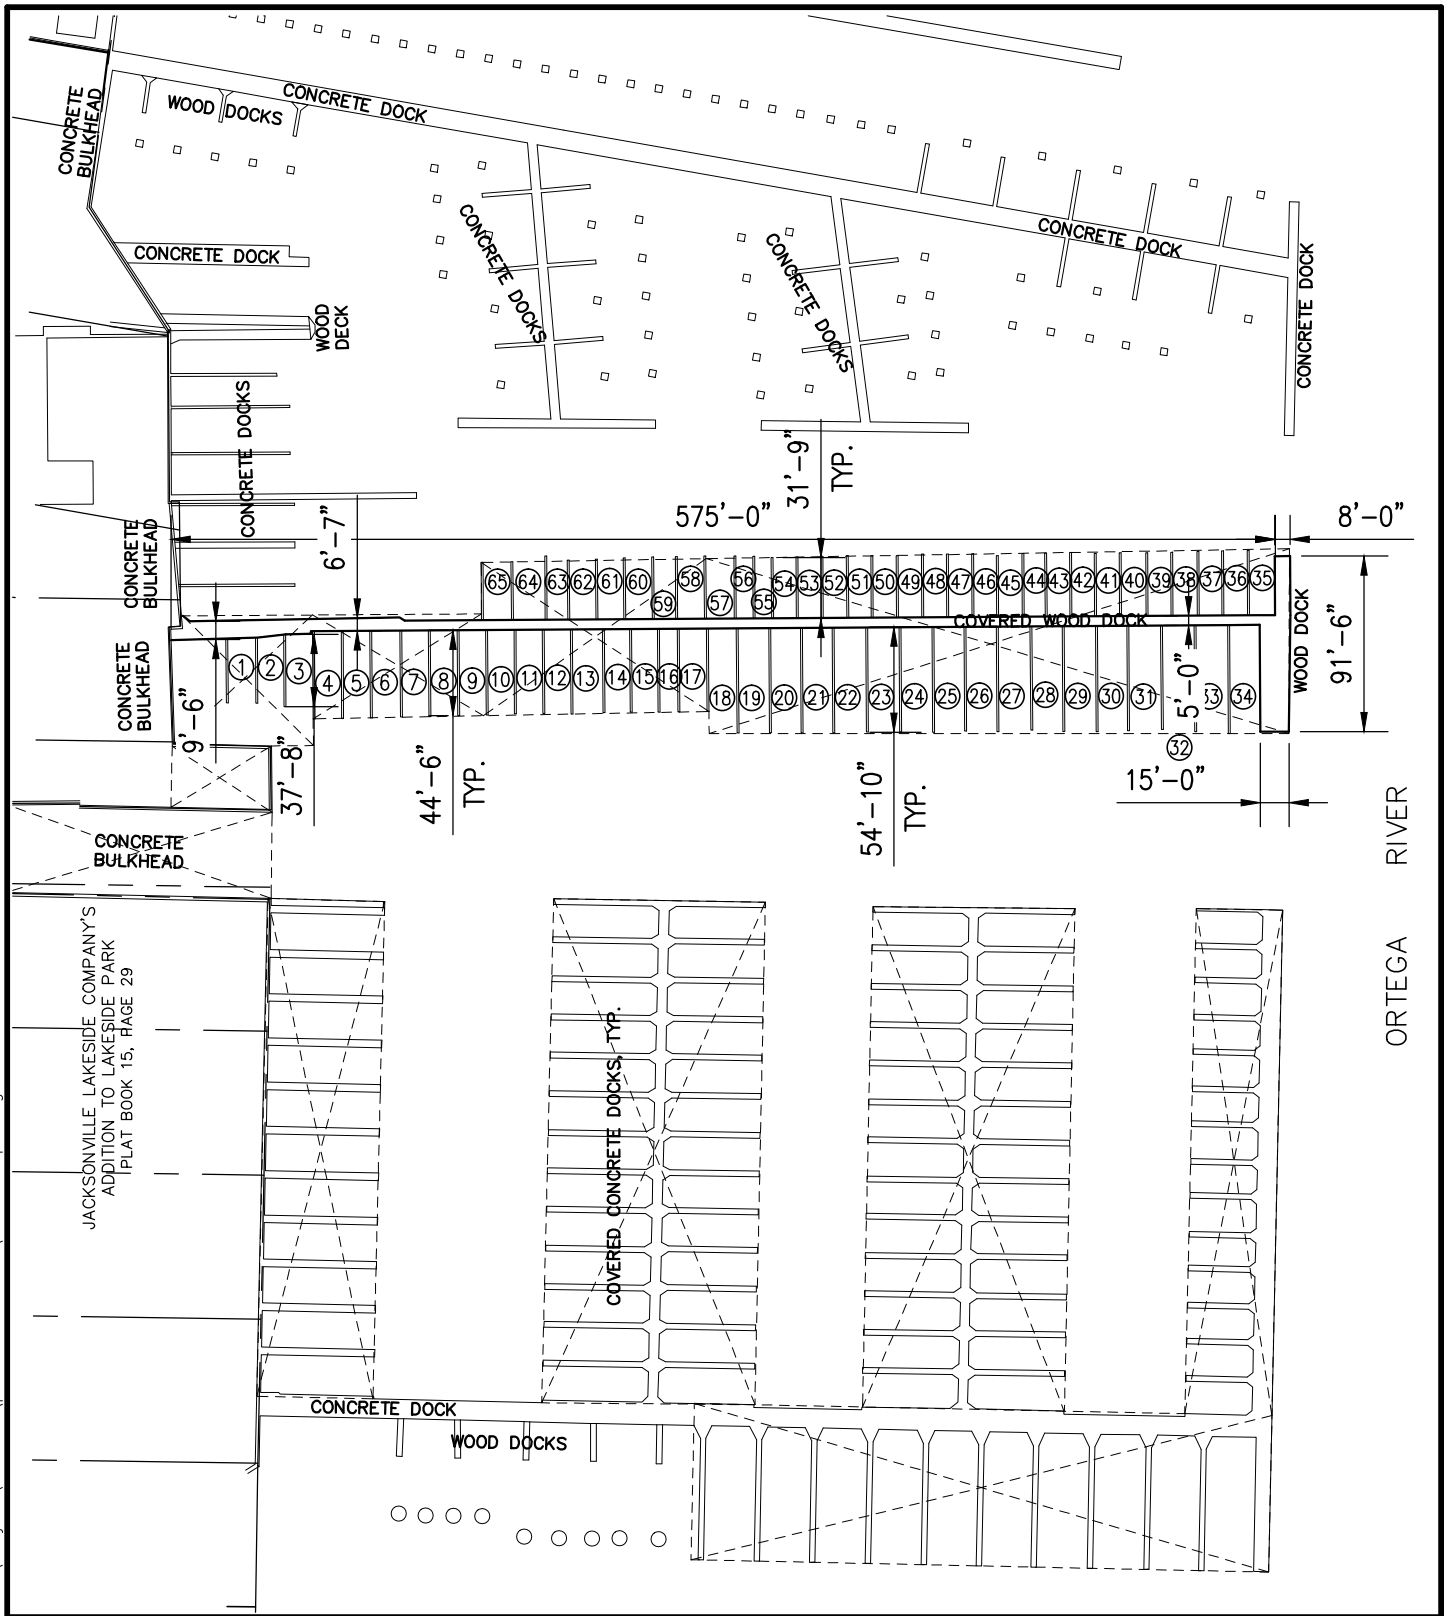 CONCRETE
BULKHEAD
WOOD DOCKS
CONCRETE DOCK
CONCRETE DOCK
WOOD
DECK
CONCRETE DOCKS
CONCRETE DOCKS
CONCRETE DOCK
CONCRETE DOCK
CONCRETE DOCKS
CONCRETE
BULKHEAD
6'-7"
575'-0"
31'-9"
TYP.
8'-0"
65 64 63 62 61 60 59 58 57 56 55 54 53 52 51 50 49 48 47 46 45 44 43 42 41 40 39 38 37 36 35
COVERED WOOD DOCK
WOOD DOCK
91'-6"
CONCRETE
BULKHEAD
9'-6"
1 2 3 4 5 6 7 8 9 10 11 12 13 14 15 16 17 18 19 20 21 22 23 24 25 26 27 28 29 30 31 32 33 34
5'-0"
37'-8"
44'-6"
TYP.
54'-10"
TYP.
15'-0"
CONCRETE
BULKHEAD
ORTEGA RIVER
JACKSONVILLE LAKESIDE COMPANY'S
ADDITION TO LAKESIDE PARK
PLAT BOOK 15, PAGE 29
COVERED CONCRETE DOCKS, TYP.
CONCRETE DOCK
WOOD DOCKS